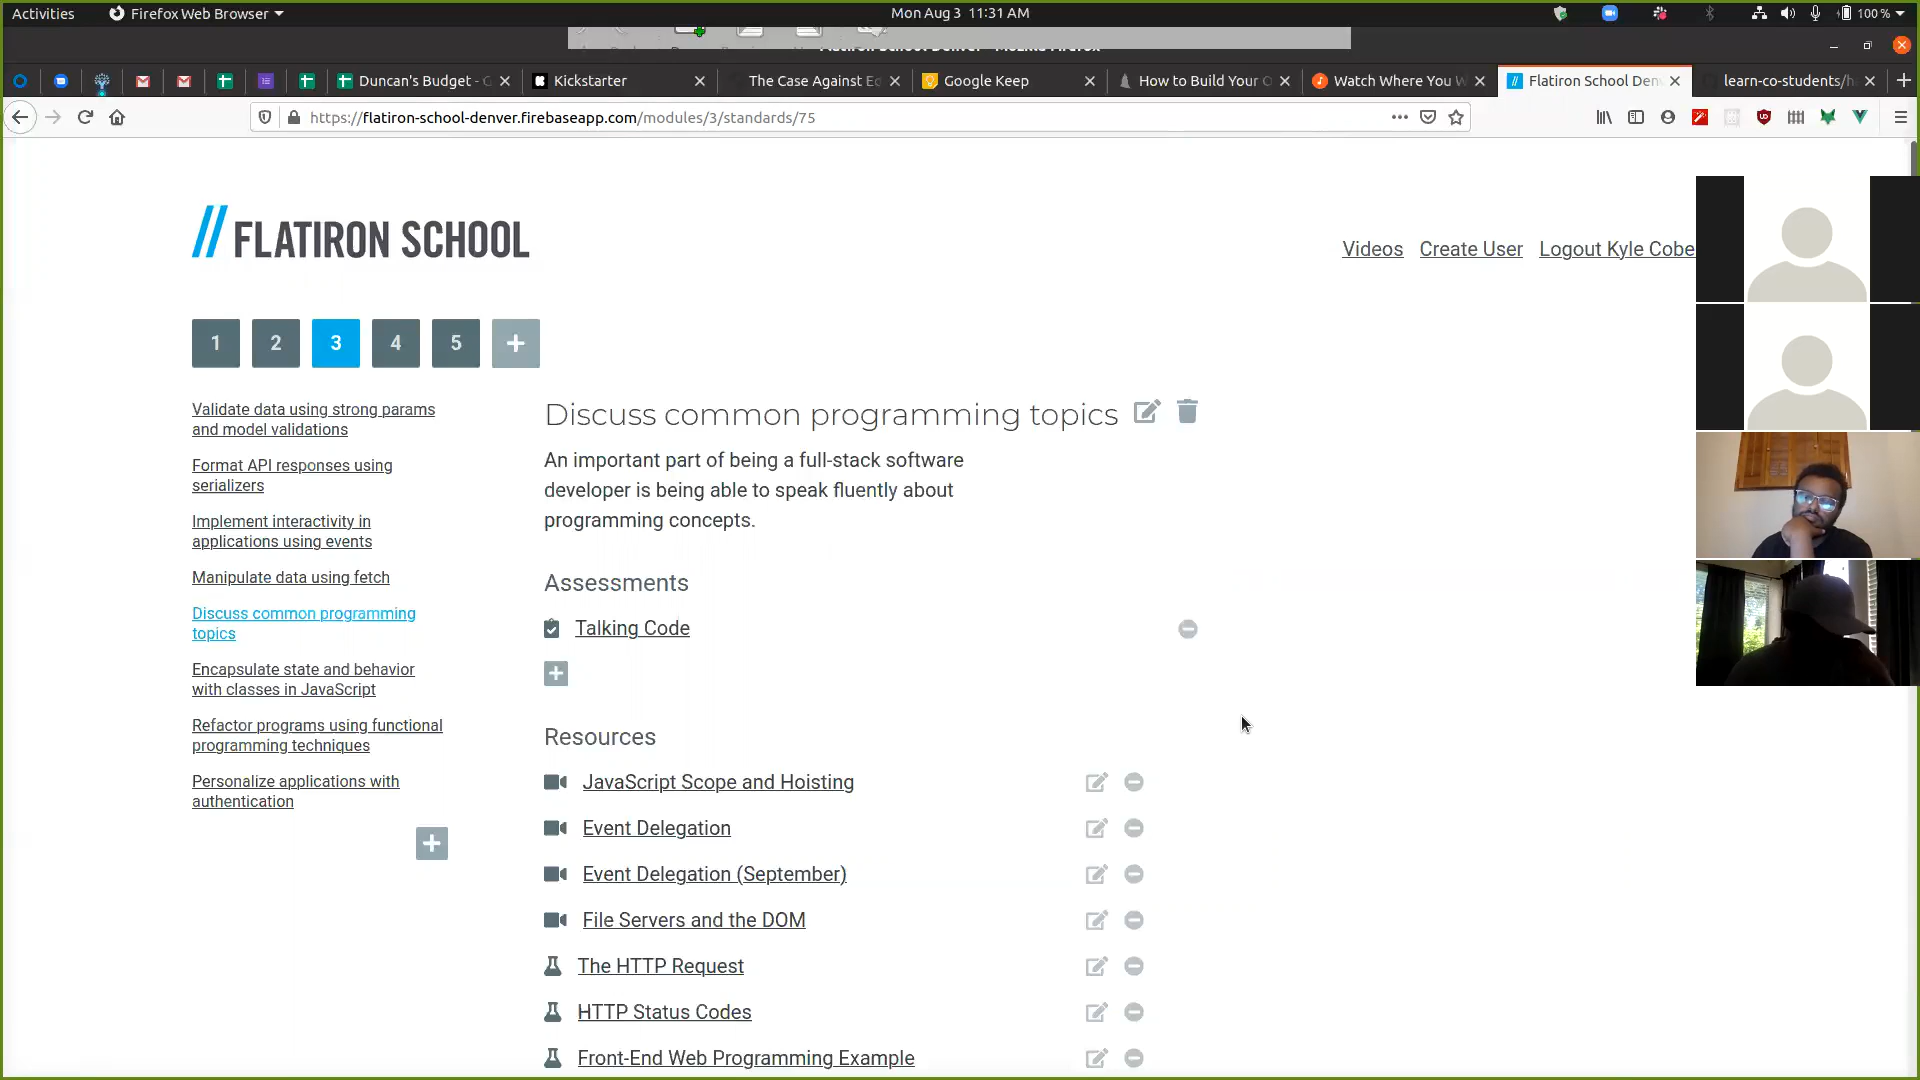 Activities
Firefox Web Browser
Mon Aug 3 11:31 AM
100 %
Duncan's Budget - G
Kickstarter
The Case Against Ed
Google Keep
How to Build Your O
Watch Where You W
Flatiron School Den
learn-co-students/h
https://flatiron-school-denver.firebaseapp.com/modules/3/standards/75
FLATIRON SCHOOL
Videos Create User Logout Kyle Cobe
1 2 3 4 5 +
Validate data using strong params
and model validations
Format API responses using
serializers
Implement interactivity in
applications using events
Manipulate data using fetch
Discuss common programming
topics
Encapsulate state and behavior
with classes in JavaScript
Refactor programs using functional
programming techniques
Personalize applications with
authentication
+
Discuss common programming topics
An important part of being a full-stack software
developer is being able to speak fluently about
programming concepts.
Assessments
Talking Code
+
Resources
JavaScript Scope and Hoisting
Event Delegation
Event Delegation (September)
File Servers and the DOM
The HTTP Request
HTTP Status Codes
Front-End Web Programming Example